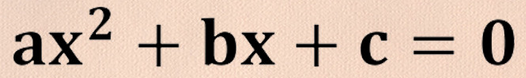 ax² + bx + c = 0